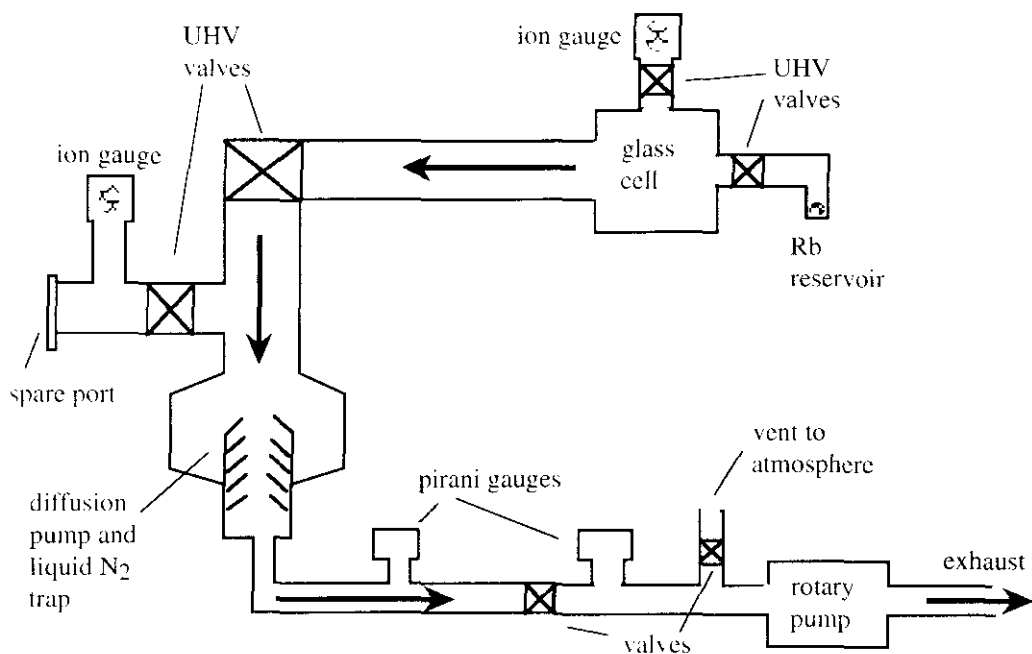 UHV
valves
ion gauge
UHV
valves
ion gauge
glass
cell
Rb
reservoir
spare port
vent to
atmosphere
pirani gauges
diffusion
pump and
liquid N₂
trap
exhaust
rotary
pump
valves